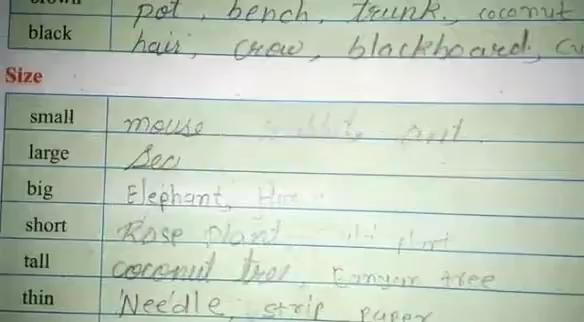 brown pot, bench, trunk, coconut
black hair, crow, blackboard,
Size
small mouse
large Sea
big Elephant,
short Rose plant
tall coconut tree, tree
thin Needle, strip paper